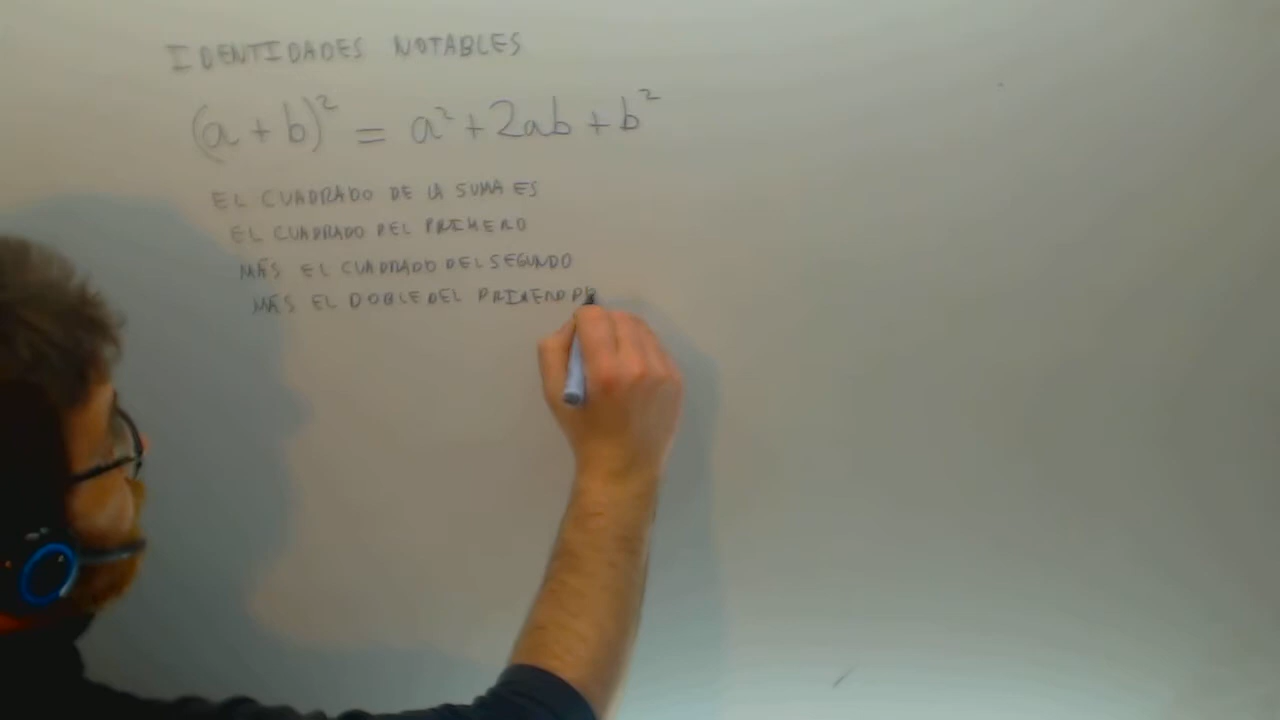 IDENTIDADES NOTABLES
(a + b)² = a² + 2ab + b²
EL CUADRADO DE LA SUMA ES
EL CUADRADO DEL PRIMERO
MÁS EL CUADRADO DEL SEGUNDO
MÁS EL DOBLE DEL PRIMERO